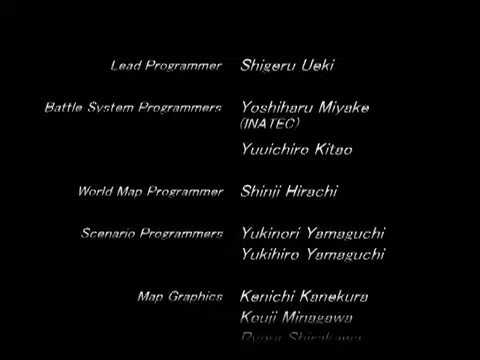 Lead Programmer Shigeru Ueki
Battle System Programmers Yoshiharu Miyake
(INATEC)
Yuuichiro Kitao
World Map Programmer Shinji Hirachi
Scenario Programmers Yukinori Yamaguchi
Yukihiro Yamaguchi
Map Graphics Kenichi Kanekura
Kouji Minagawa